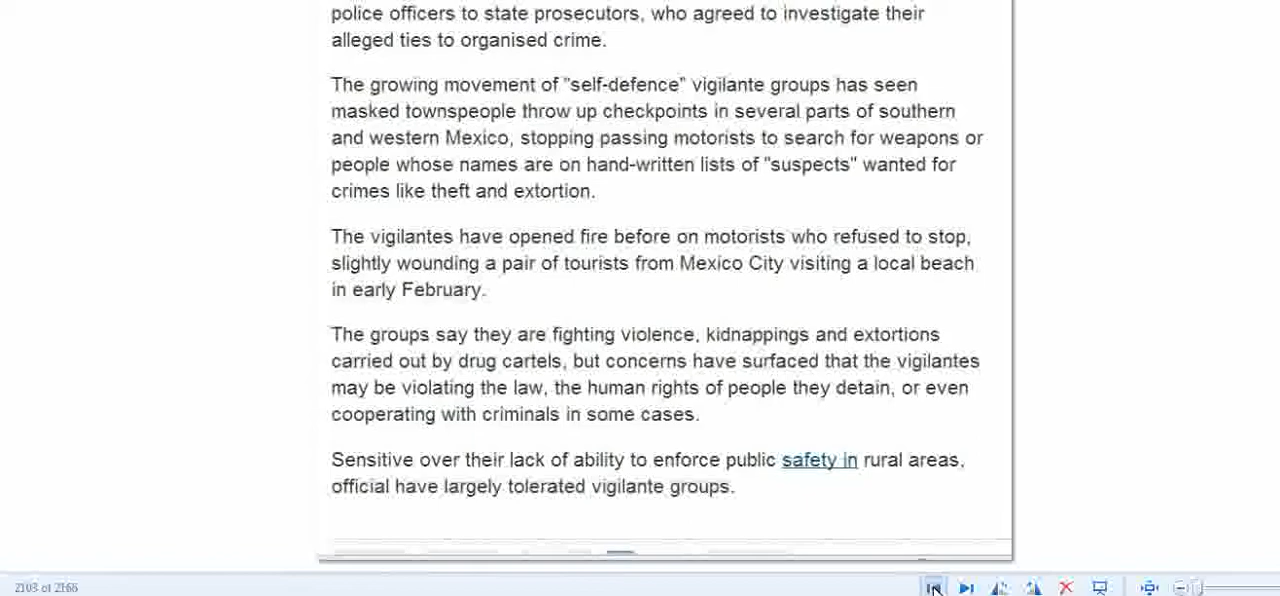 police officers to state prosecutors, who agreed to investigate their
alleged ties to organised crime.
The growing movement of "self-defence" vigilante groups has seen
masked townspeople throw up checkpoints in several parts of southern
and western Mexico, stopping passing motorists to search for weapons or
people whose names are on hand-written lists of "suspects" wanted for
crimes like theft and extortion.
The vigilantes have opened fire before on motorists who refused to stop,
slightly wounding a pair of tourists from Mexico City visiting a local beach
in early February.
The groups say they are fighting violence, kidnappings and extortions
carried out by drug cartels, but concerns have surfaced that the vigilantes
may be violating the law, the human rights of people they detain, or even
cooperating with criminals in some cases.
Sensitive over their lack of ability to enforce public safety in rural areas,
official have largely tolerated vigilante groups.
2103 of 2166